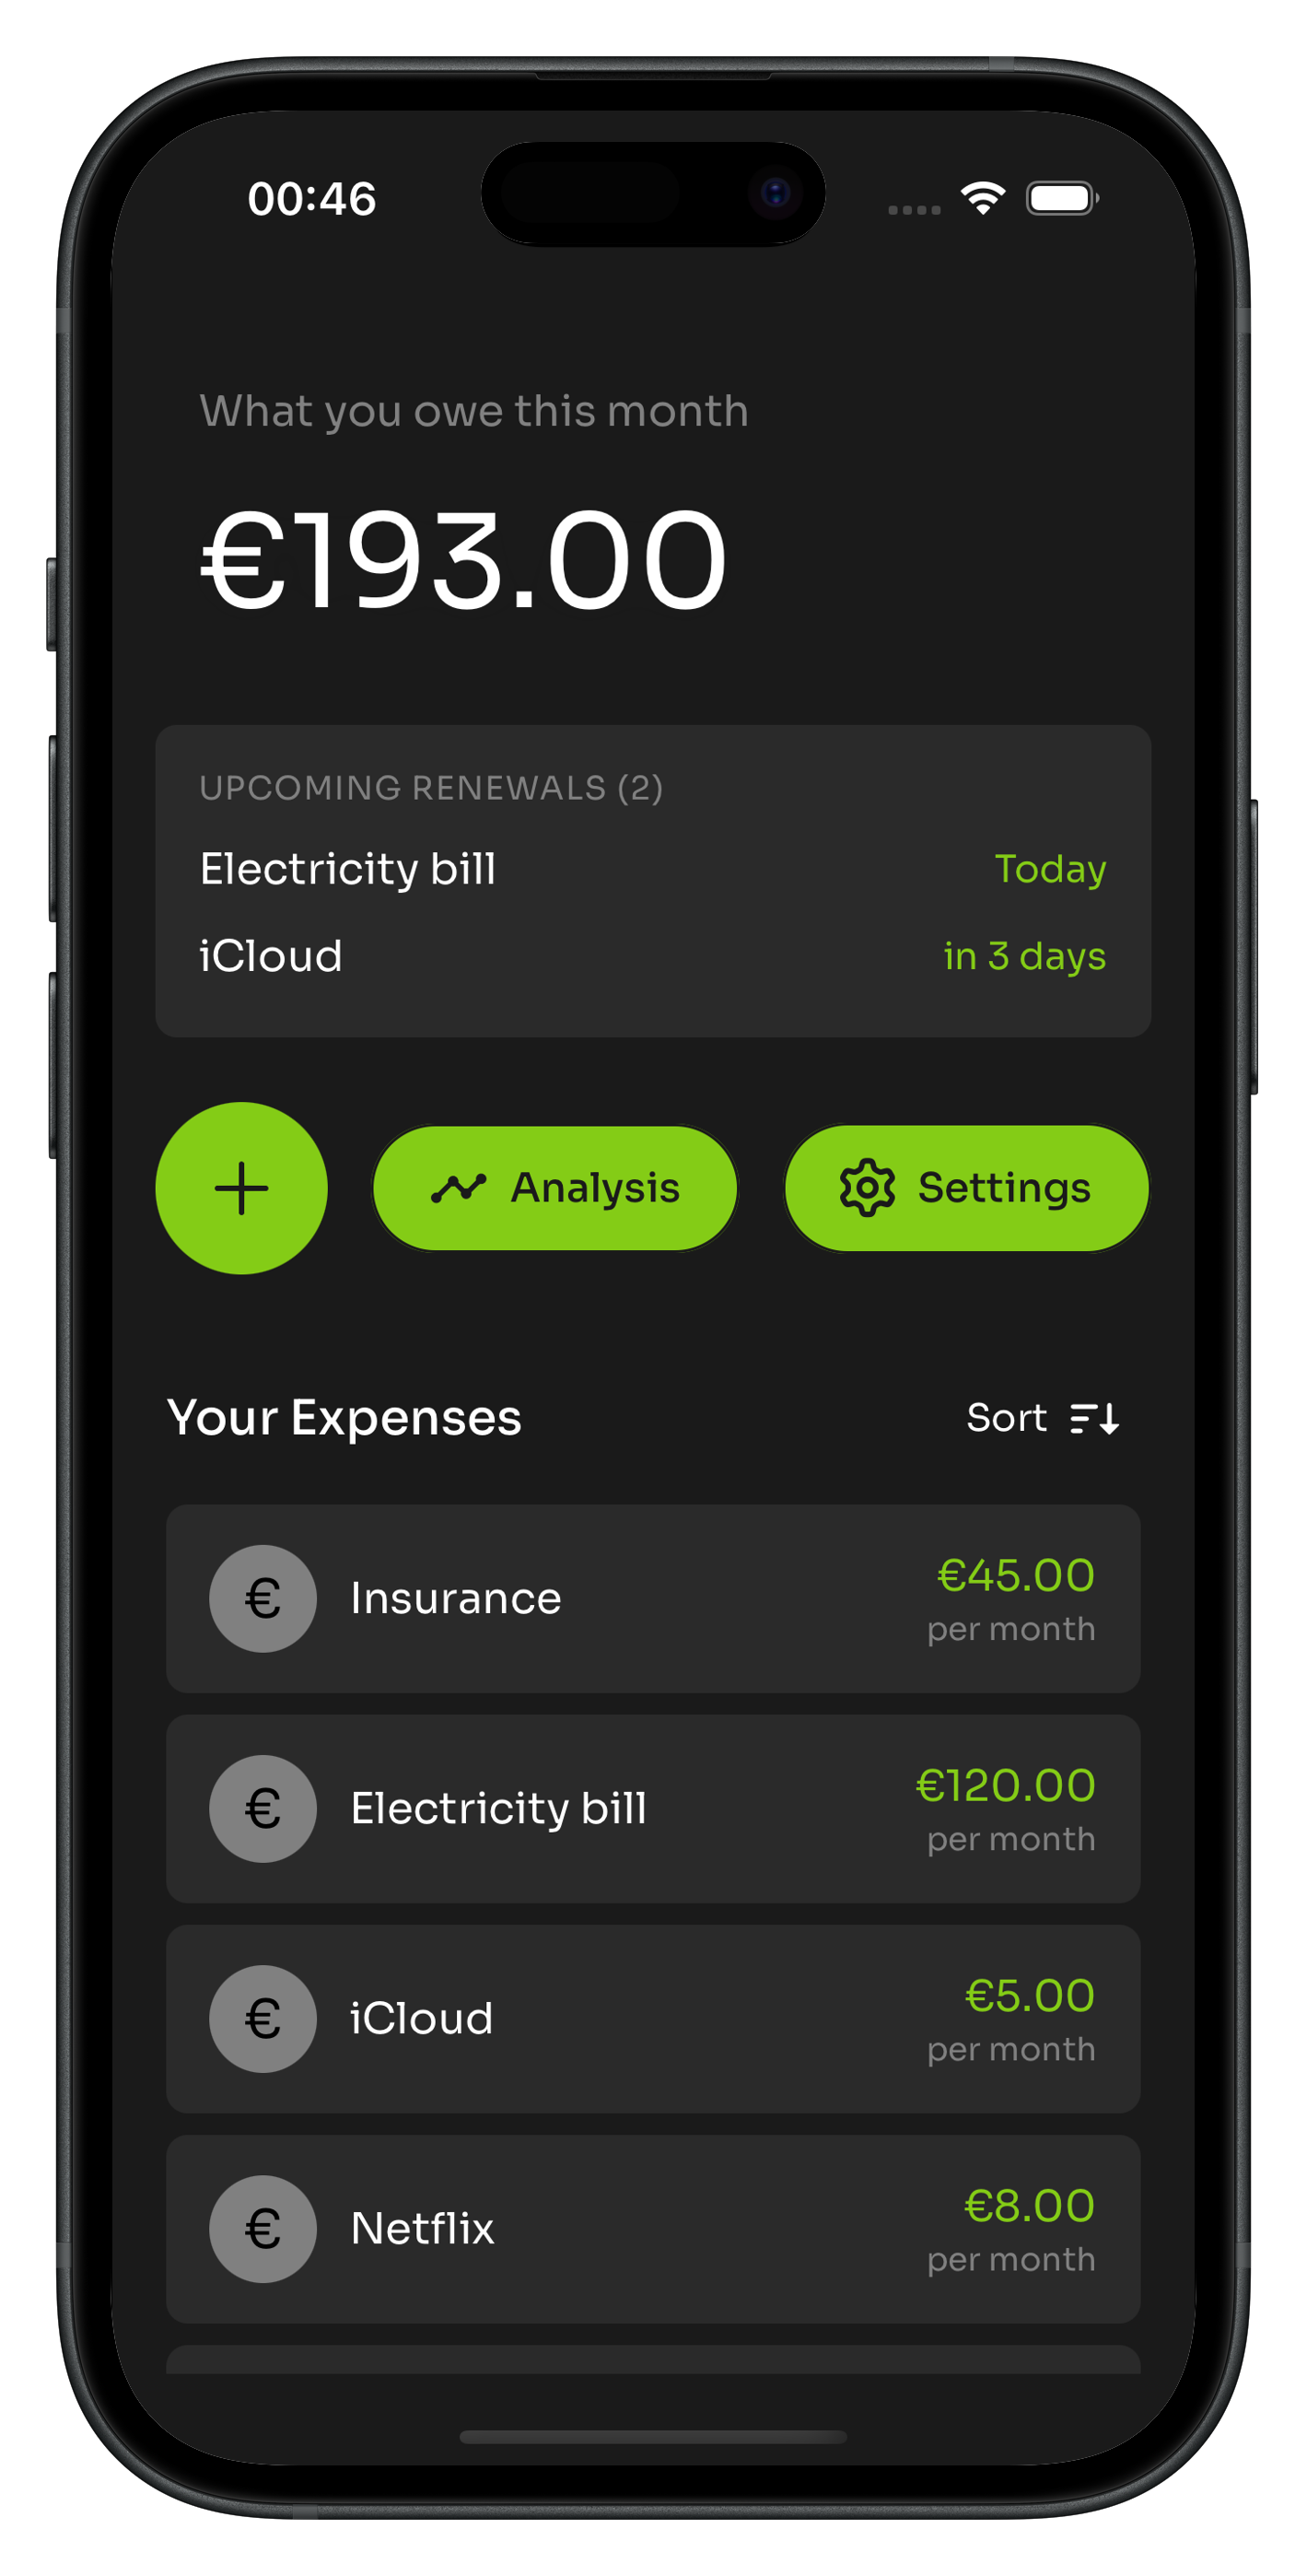 00:46
What you owe this month
€193.00
UPCOMING RENEWALS (2)
Electricity bill Today
iCloud in 3 days
Analysis Settings
Your Expenses Sort
€ Insurance €45.00
per month
€ Electricity bill €120.00
per month
€ iCloud €5.00
per month
€ Netflix €8.00
per month